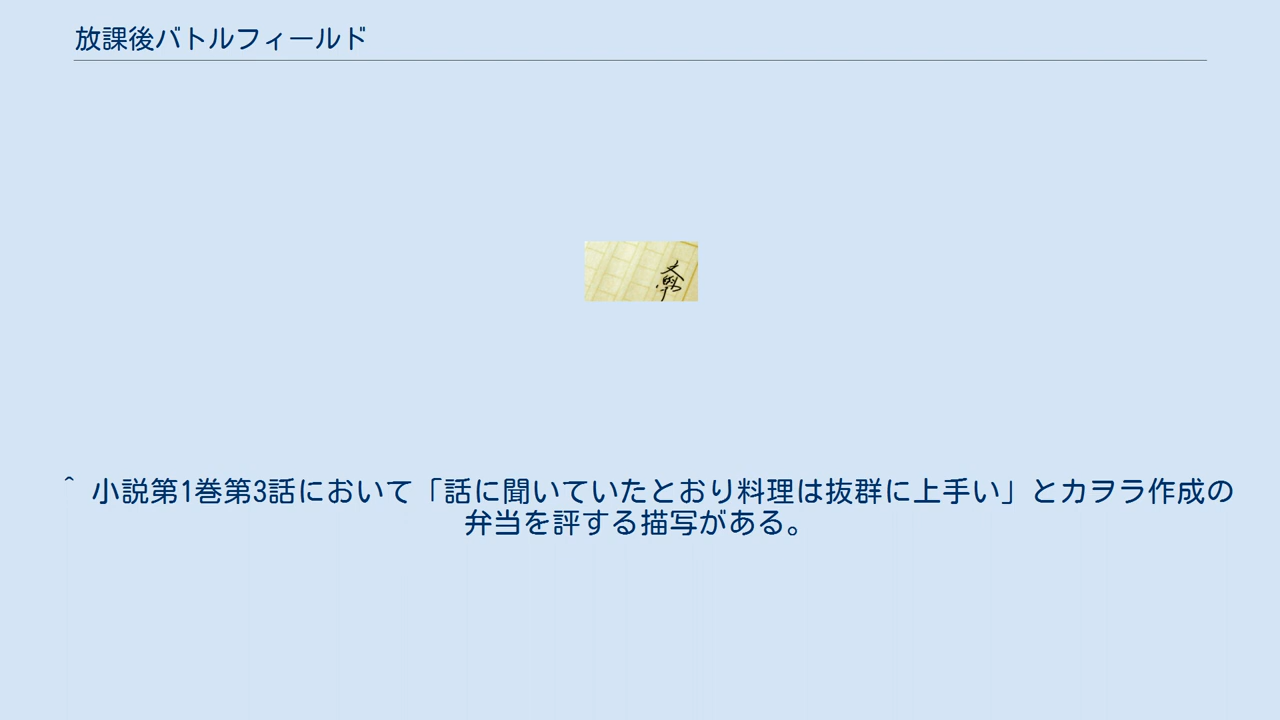 放課後バトルフィールド
^ 小説第1巻第3話において「話に聞いていたとおり料理は抜群に上手い」とカヲラ作成の
弁当を評する描写がある。